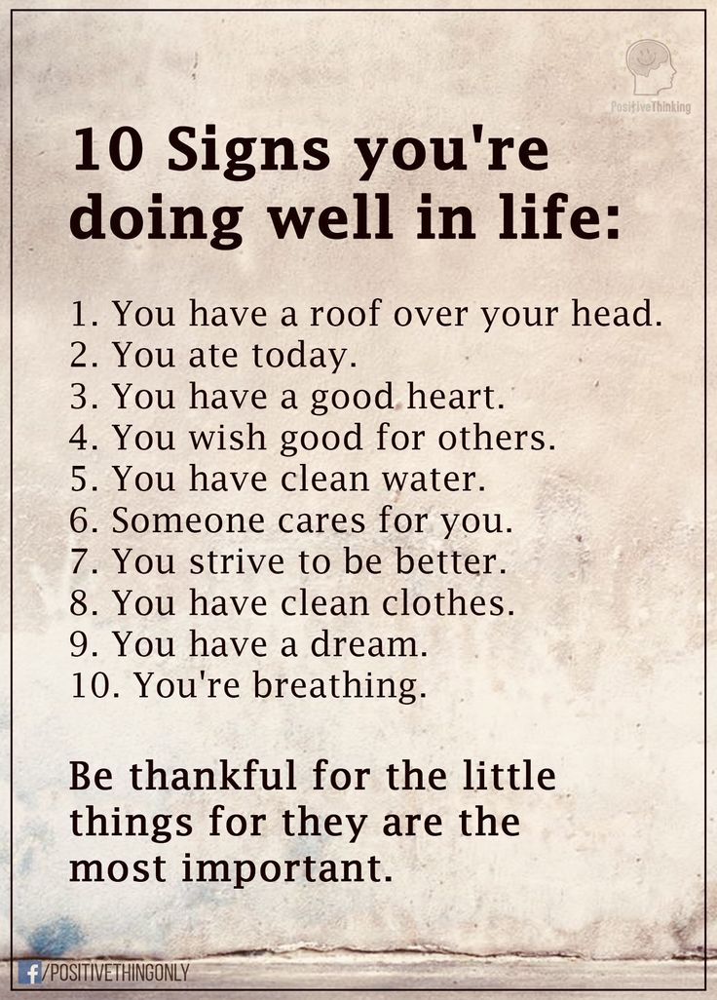 PositiveThinking
10 Signs you're
doing well in life:
1. You have a roof over your head.
2. You ate today.
3. You have a good heart.
4. You wish good for others.
5. You have clean water.
6. Someone cares for you.
7. You strive to be better.
8. You have clean clothes.
9. You have a dream.
10. You're breathing.
Be thankful for the little
things for they are the
most important.
f/POSITIVETHINGONLY